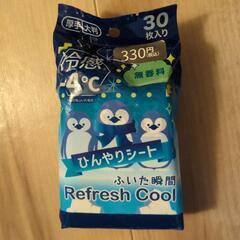 厚手・大判
30
枚入り
冷感
-4℃
330円
(税込)
無香料
ひんやりシート
ふいた瞬間
Refresh Cool